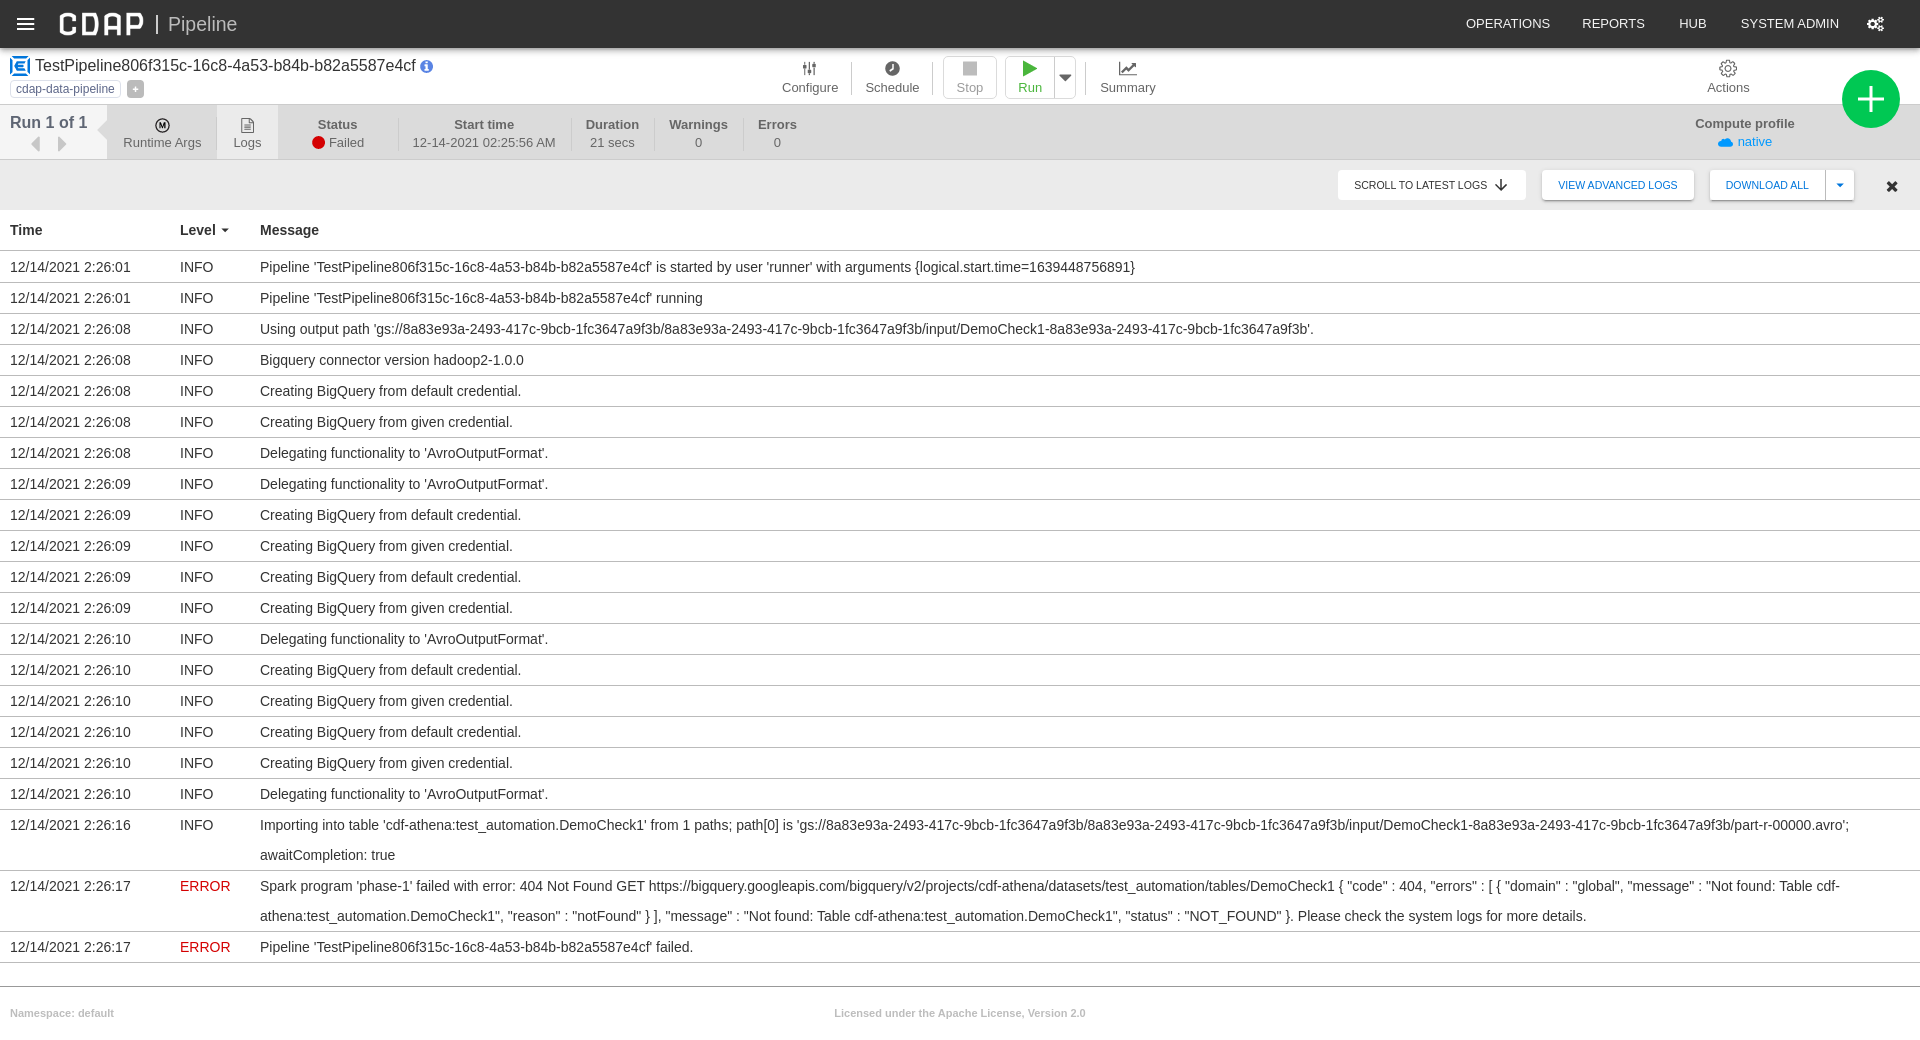 CDAP | Pipeline
OPERATIONS
REPORTS
HUB
SYSTEM ADMIN
TestPipeline806f315c-16c8-4a53-b84b-b82a5587e4cf
cdap-data-pipeline +
Configure
Schedule
Stop
Run
Summary
Actions
Run 1 of 1
Runtime Args
Logs
Status
Failed
Start time
12-14-2021 02:25:56 AM
Duration
21 secs
Warnings
0
Errors
0
Compute profile
native
SCROLL TO LATEST LOGS
VIEW ADVANCED LOGS
DOWNLOAD ALL
Time Level Message
12/14/2021 2:26:01 INFO Pipeline 'TestPipeline806f315c-16c8-4a53-b84b-b82a5587e4cf' is started by user 'runner' with arguments {logical.start.time=1639448756891}
12/14/2021 2:26:01 INFO Pipeline 'TestPipeline806f315c-16c8-4a53-b84b-b82a5587e4cf' running
12/14/2021 2:26:08 INFO Using output path 'gs://8a83e93a-2493-417c-9bcb-1fc3647a9f3b/8a83e93a-2493-417c-9bcb-1fc3647a9f3b/input/DemoCheck1-8a83e93a-2493-417c-9bcb-1fc3647a9f3b'.
12/14/2021 2:26:08 INFO Bigquery connector version hadoop2-1.0.0
12/14/2021 2:26:08 INFO Creating BigQuery from default credential.
12/14/2021 2:26:08 INFO Creating BigQuery from given credential.
12/14/2021 2:26:08 INFO Delegating functionality to 'AvroOutputFormat'.
12/14/2021 2:26:09 INFO Delegating functionality to 'AvroOutputFormat'.
12/14/2021 2:26:09 INFO Creating BigQuery from default credential.
12/14/2021 2:26:09 INFO Creating BigQuery from given credential.
12/14/2021 2:26:09 INFO Creating BigQuery from default credential.
12/14/2021 2:26:09 INFO Creating BigQuery from given credential.
12/14/2021 2:26:10 INFO Delegating functionality to 'AvroOutputFormat'.
12/14/2021 2:26:10 INFO Creating BigQuery from default credential.
12/14/2021 2:26:10 INFO Creating BigQuery from given credential.
12/14/2021 2:26:10 INFO Creating BigQuery from default credential.
12/14/2021 2:26:10 INFO Creating BigQuery from given credential.
12/14/2021 2:26:10 INFO Delegating functionality to 'AvroOutputFormat'.
12/14/2021 2:26:16 INFO Importing into table 'cdf-athena:test_automation.DemoCheck1' from 1 paths; path[0] is 'gs://8a83e93a-2493-417c-9bcb-1fc3647a9f3b/8a83e93a-2493-417c-9bcb-1fc3647a9f3b/input/DemoCheck1-8a83e93a-2493-417c-9bcb-1fc3647a9f3b/part-r-00000.avro';
awaitCompletion: true
12/14/2021 2:26:17 ERROR Spark program 'phase-1' failed with error: 404 Not Found GET https://bigquery.googleapis.com/bigquery/v2/projects/cdf-athena/datasets/test_automation/tables/DemoCheck1 { "code" : 404, "errors" : [ { "domain" : "global", "message" : "Not found: Table cdf-
athena:test_automation.DemoCheck1", "reason" : "notFound" } ], "message" : "Not found: Table cdf-athena:test_automation.DemoCheck1", "status" : "NOT_FOUND" }. Please check the system logs for more details.
12/14/2021 2:26:17 ERROR Pipeline 'TestPipeline806f315c-16c8-4a53-b84b-b82a5587e4cf' failed.
Namespace: default
Licensed under the Apache License, Version 2.0